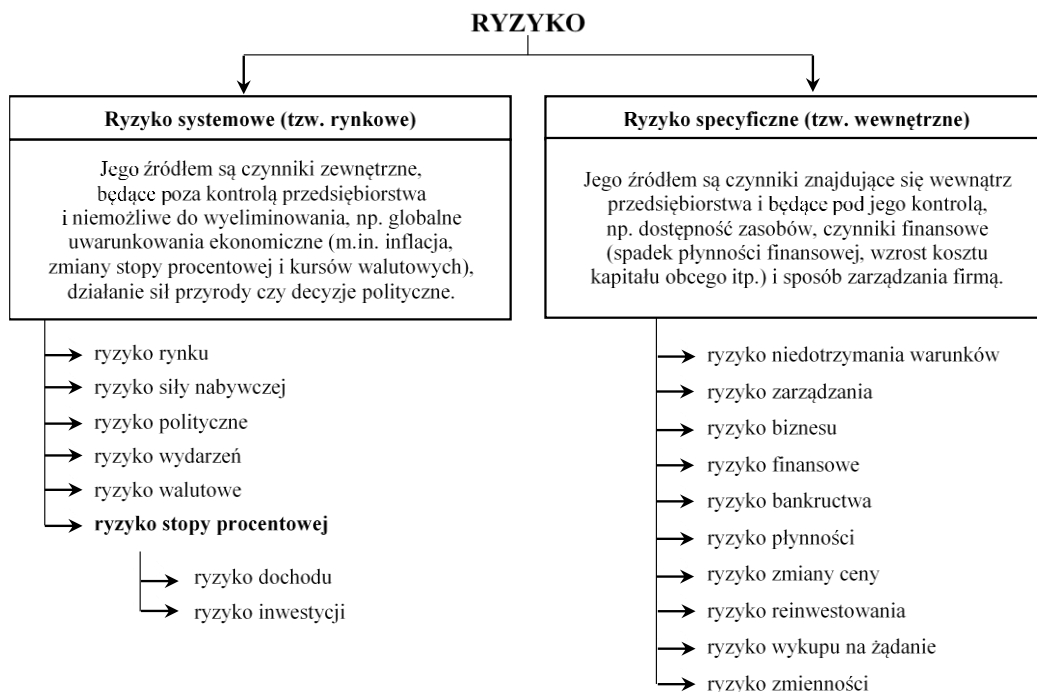 RYZYKO
Ryzyko systemowe (tzw. rynkowe)
Jego źródłem są czynniki zewnętrzne,
będące poza kontrolą przedsiębiorstwa
i niemożliwe do wyeliminowania, np. globalne
uwarunkowania ekonomiczne (m.in. inflacja,
zmiany stopy procentowej i kursów walutowych),
działanie sił przyrody czy decyzje polityczne.
ryzyko rynku
ryzyko siły nabywczej
ryzyko polityczne
ryzyko wydarzeń
ryzyko walutowe
ryzyko stopy procentowej
ryzyko dochodu
ryzyko inwestycji
Ryzyko specyficzne (tzw. wewnętrzne)
Jego źródłem są czynniki znajdujące się wewnątrz
przedsiębiorstwa i będące pod jego kontrolą,
np. dostępność zasobów, czynniki finansowe
(spadek płynności finansowej, wzrost kosztu
kapitału obcego itp.) i sposób zarządzania firmą.
ryzyko niedotrzymania warunków
ryzyko zarządzania
ryzyko biznesu
ryzyko finansowe
ryzyko bankructwa
ryzyko płynności
ryzyko zmiany ceny
ryzyko reinwestowania
ryzyko wykupu na żądanie
ryzyko zmienności